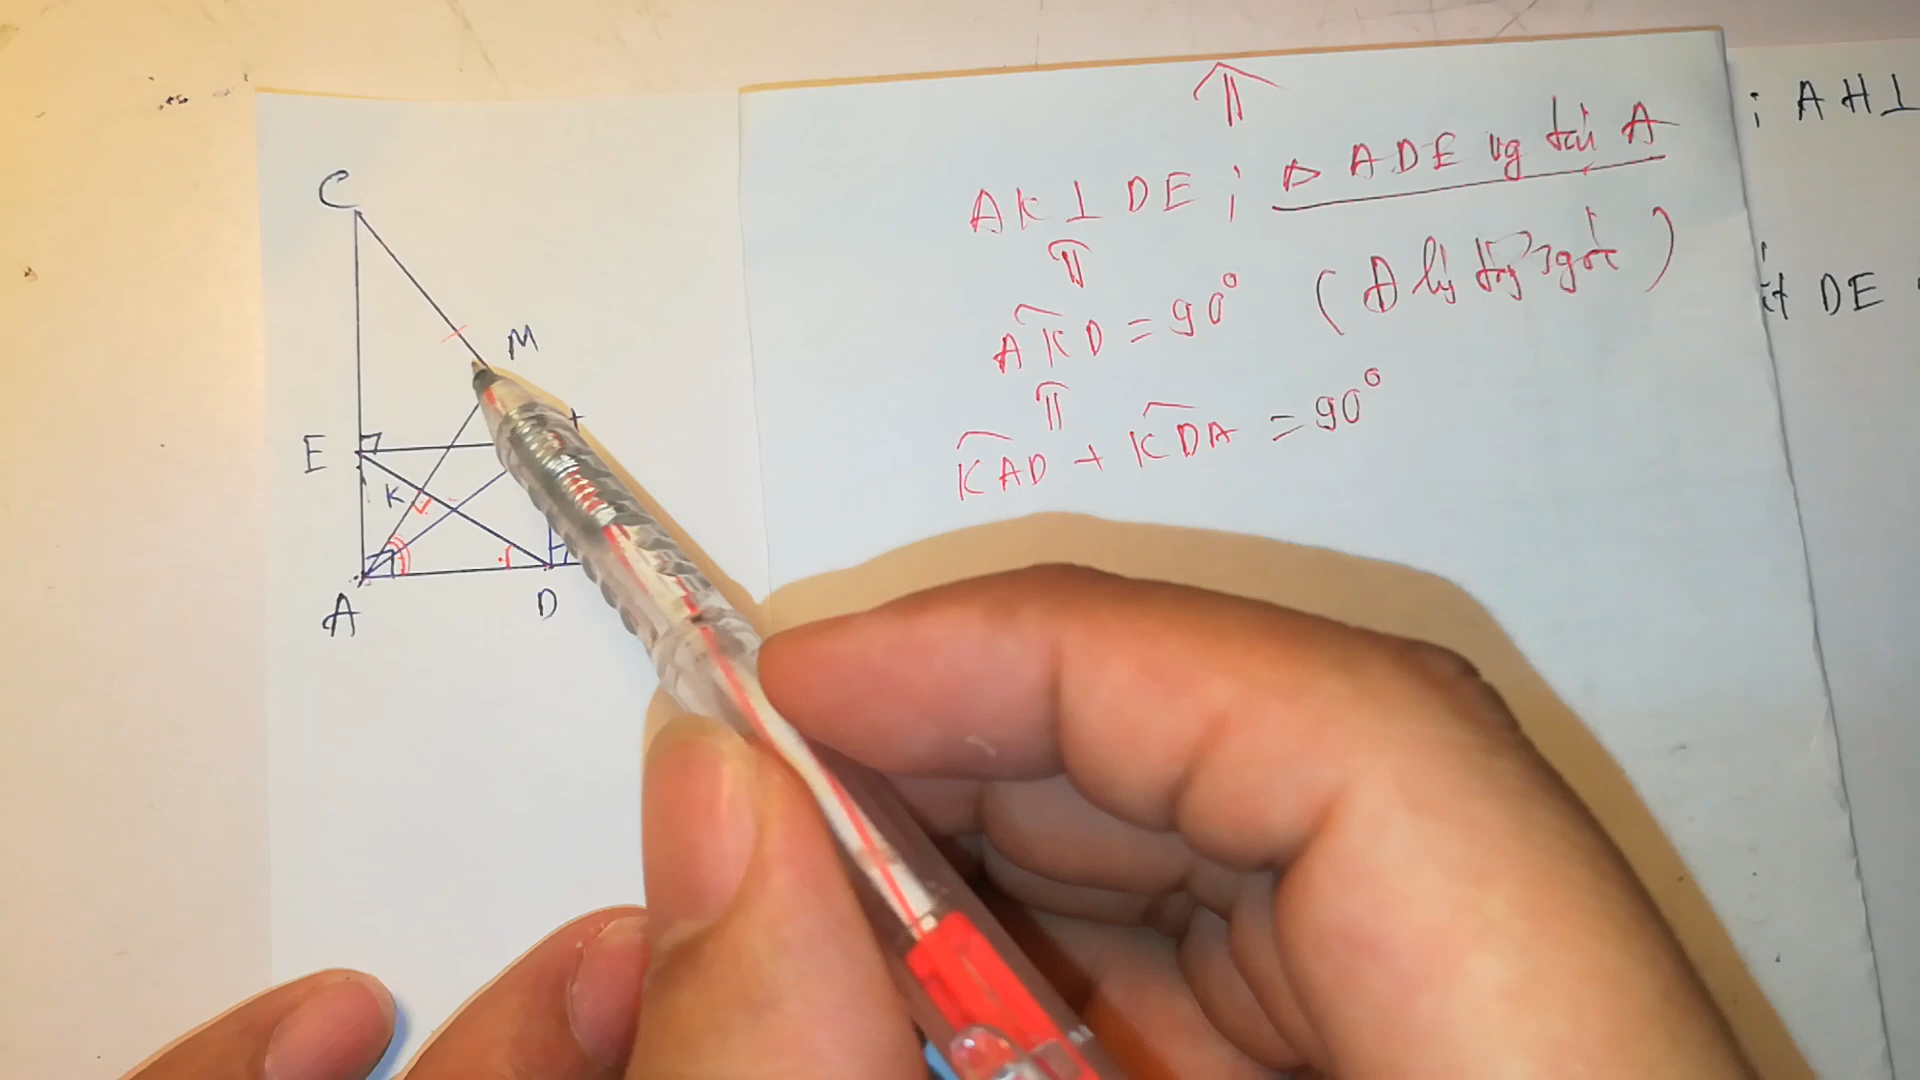 C
M
E
K
A
D
AK ⊥ DE ; △ ADE vg tại A
AKD = 90°
KAD + KDA = 90°
; AH⊥
DE